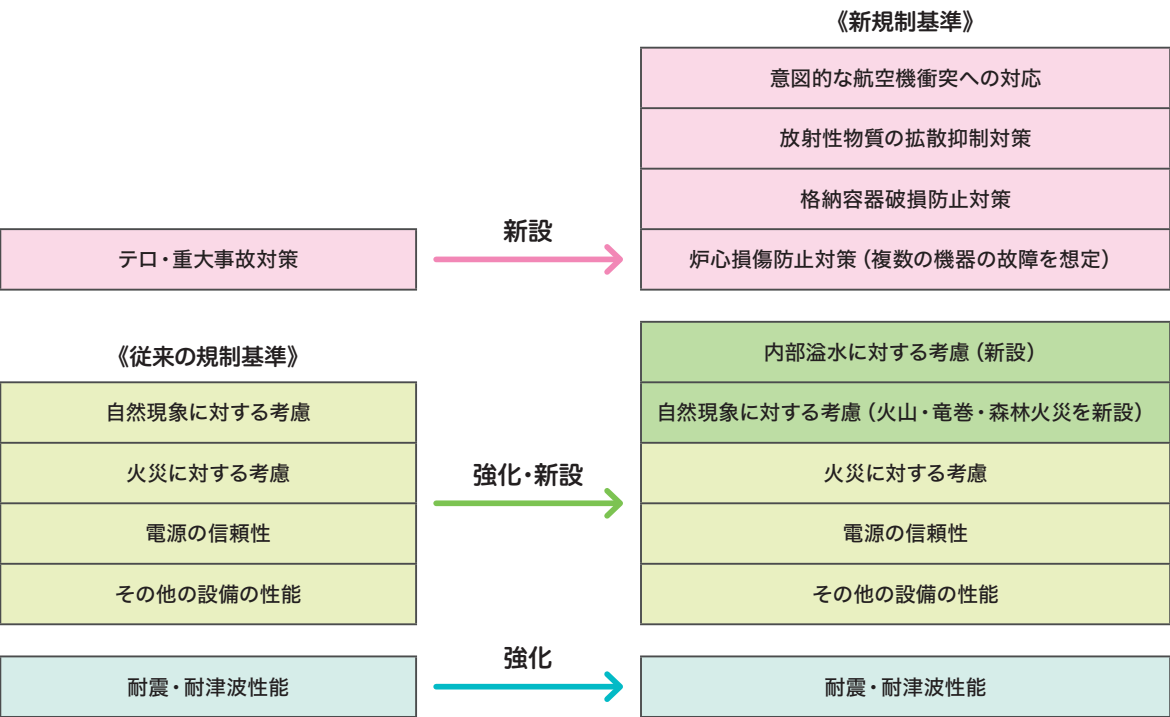 《新規制基準》
意図的な航空機衝突への対応
放射性物質の拡散抑制対策
格納容器破損防止対策
テロ・重大事故対策
新設
炉心損傷防止対策（複数の機器の故障を想定）
《従来の規制基準》
内部溢水に対する考慮（新設）
自然現象に対する考慮
自然現象に対する考慮（火山・竜巻・森林火災を新設）
火災に対する考慮
強化・新設
火災に対する考慮
電源の信頼性
電源の信頼性
その他の設備の性能
その他の設備の性能
耐震・耐津波性能
強化
耐震・耐津波性能